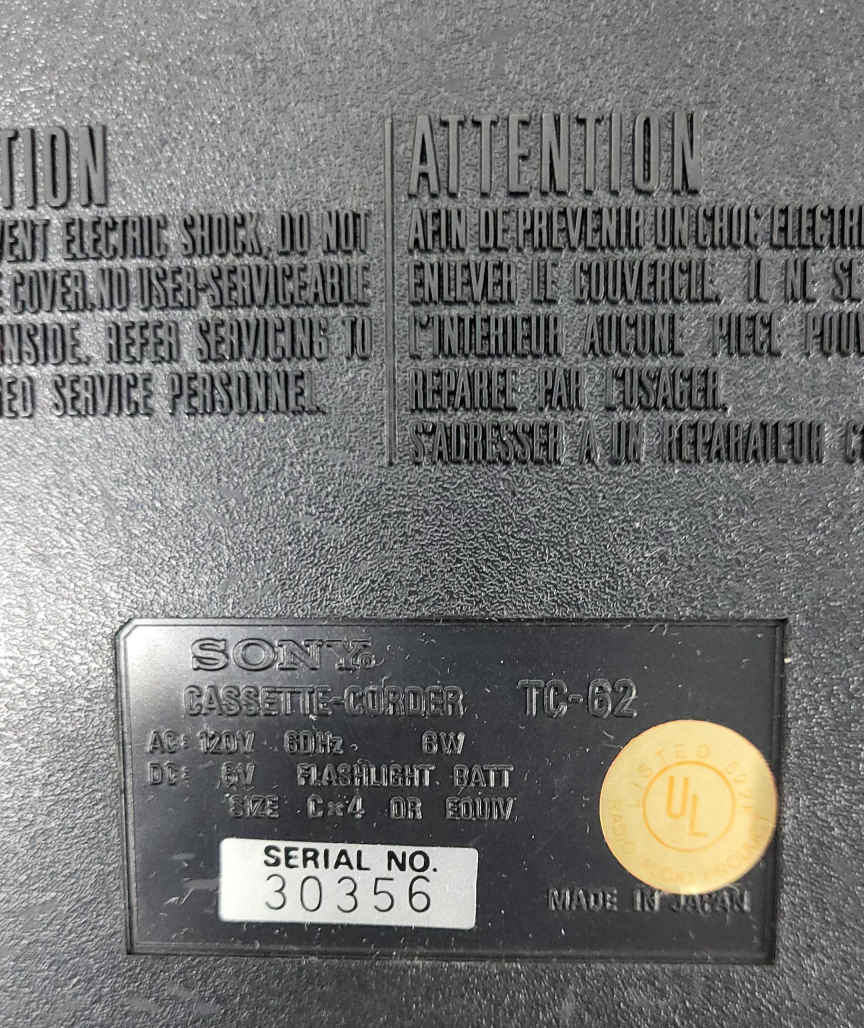 TION
VENT ELECTRIC SHOCK, DO NOT
COVER. NO USER-SERVICEABLE
NSIDE. REFER SERVICING TO
ED SERVICE PERSONNEL.
ATTENTION
AFIN DE PREVENIR UN CHOC ELECTRI
ENLEVER LE COUVERCLE. IL NE SE
L'INTERIEUR AUCUNE PIECE POUV
REPAREE PAR L'USAGER.
S'ADRESSER A UN REPARATEUR C
SONY
CASSETTE-CORDER TC-62
AC: 120V 60Hz 6W
DC: 6V FLASHLIGHT BATT
SIZE C×4 OR EQUIV
SERIAL NO.
30356
LISTED
UL
MADE IN JAPAN